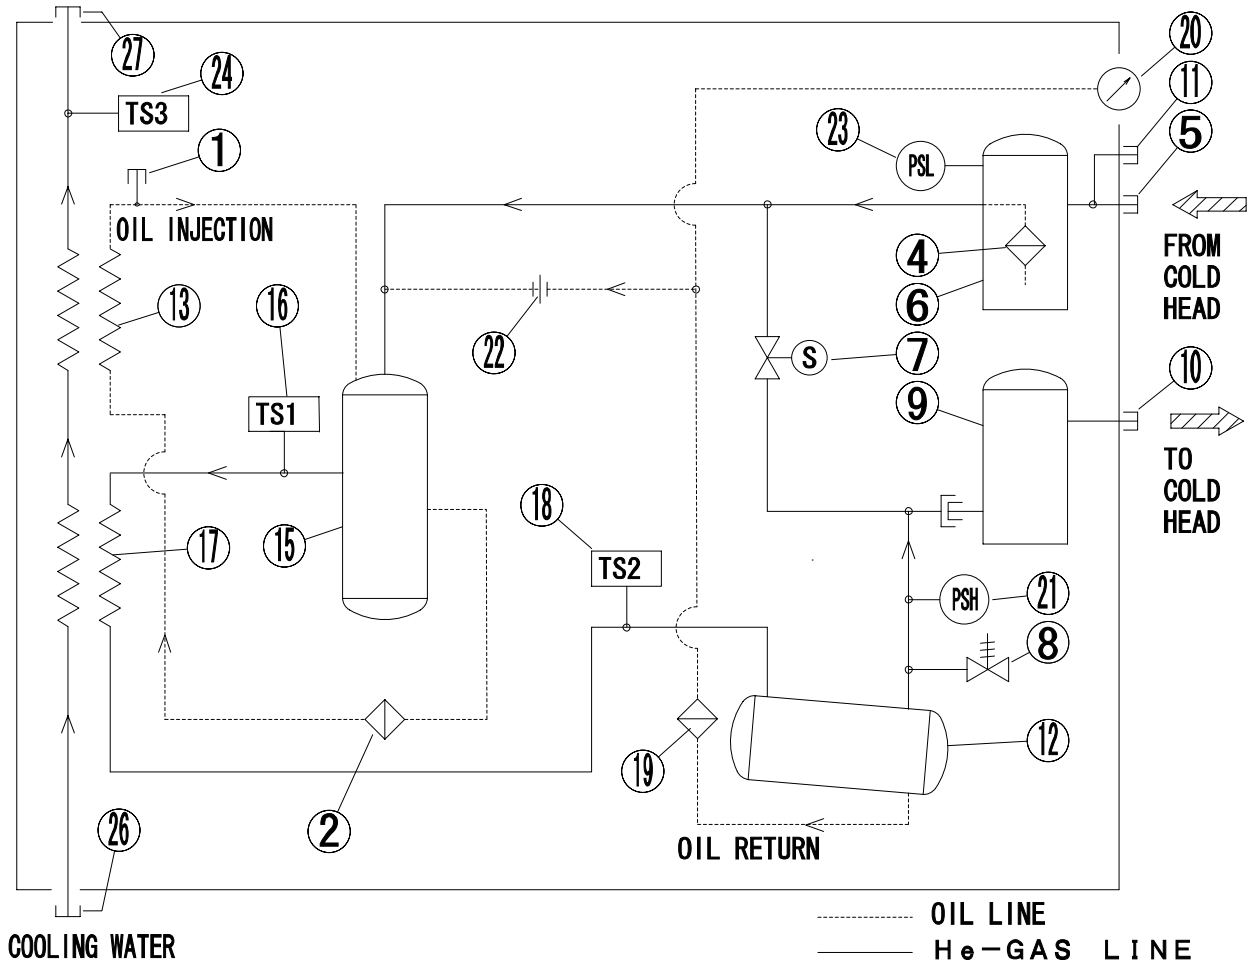 27
20
24
11
TS3
23
5
1
PSL
OIL INJECTION
4
FROM
COLD
HEAD
13
16
6
22
S
7
10
TS1
9
TO
COLD
HEAD
18
17
15
TS2
PSH
21
8
12
19
2
26
OIL RETURN
OIL LINE
COOLING WATER
He-GAS LINE